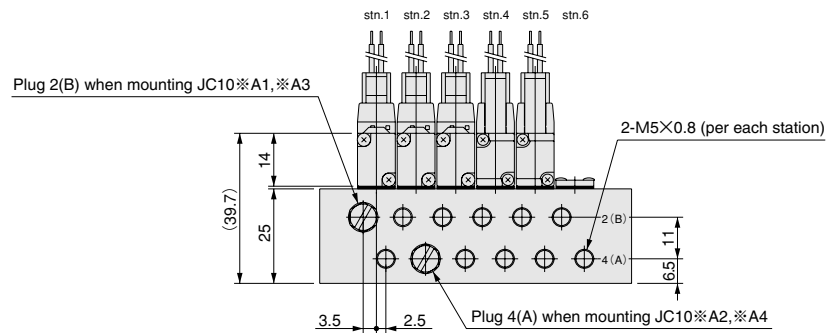 stn.1 stn.2 stn.3 stn.4 stn.5 stn.6
Plug 2(B) when mounting JC10※A1,※A3
2-M5×0.8 (per each station)
14
(39.7)
25
2(B)
11
4(A)
6.5
3.5
2.5
Plug 4(A) when mounting JC10※A2,※A4